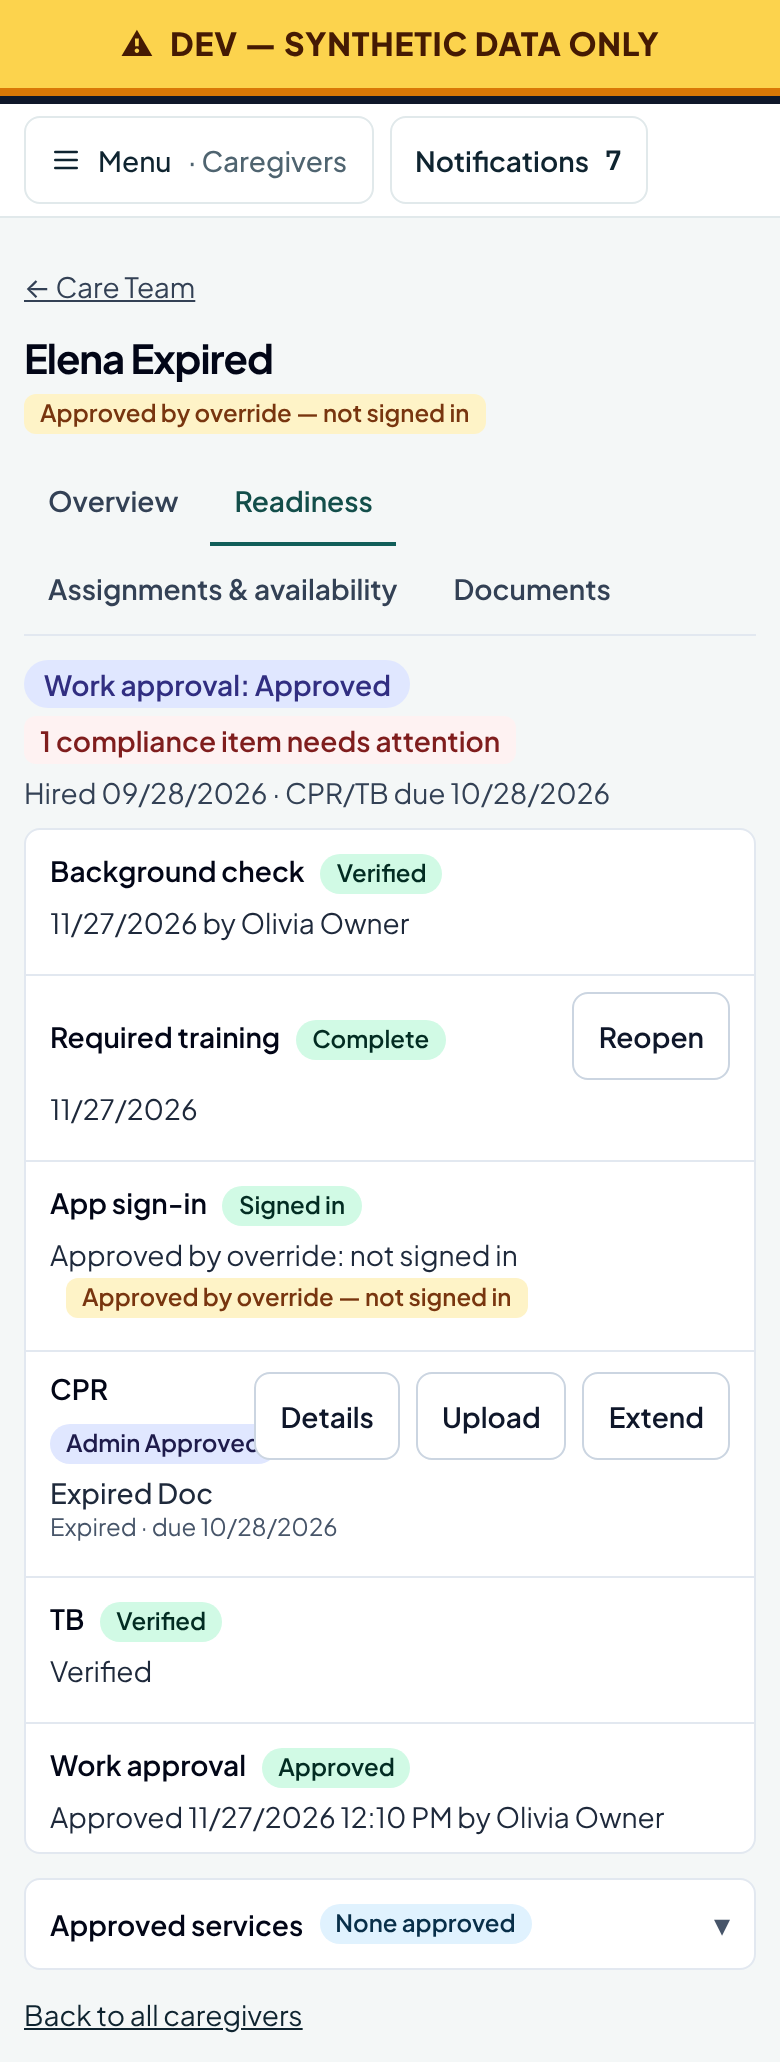 ⚠ DEV — SYNTHETIC DATA ONLY
☰ Menu · Caregivers Notifications 7
← Care Team
Elena Expired
Approved by override — not signed in
Overview Readiness
Assignments & availability Documents
Work approval: Approved
1 compliance item needs attention
Hired 09/28/2026 · CPR/TB due 10/28/2026
Background check Verified
11/27/2026 by Olivia Owner
Required training Complete Reopen
11/27/2026
App sign-in Signed in
Approved by override: not signed in
Approved by override — not signed in
CPR Details Upload Extend
Admin Approved
Expired Doc
Expired · due 10/28/2026
TB Verified
Verified
Work approval Approved
Approved 11/27/2026 12:10 PM by Olivia Owner
Approved services None approved ▼
Back to all caregivers